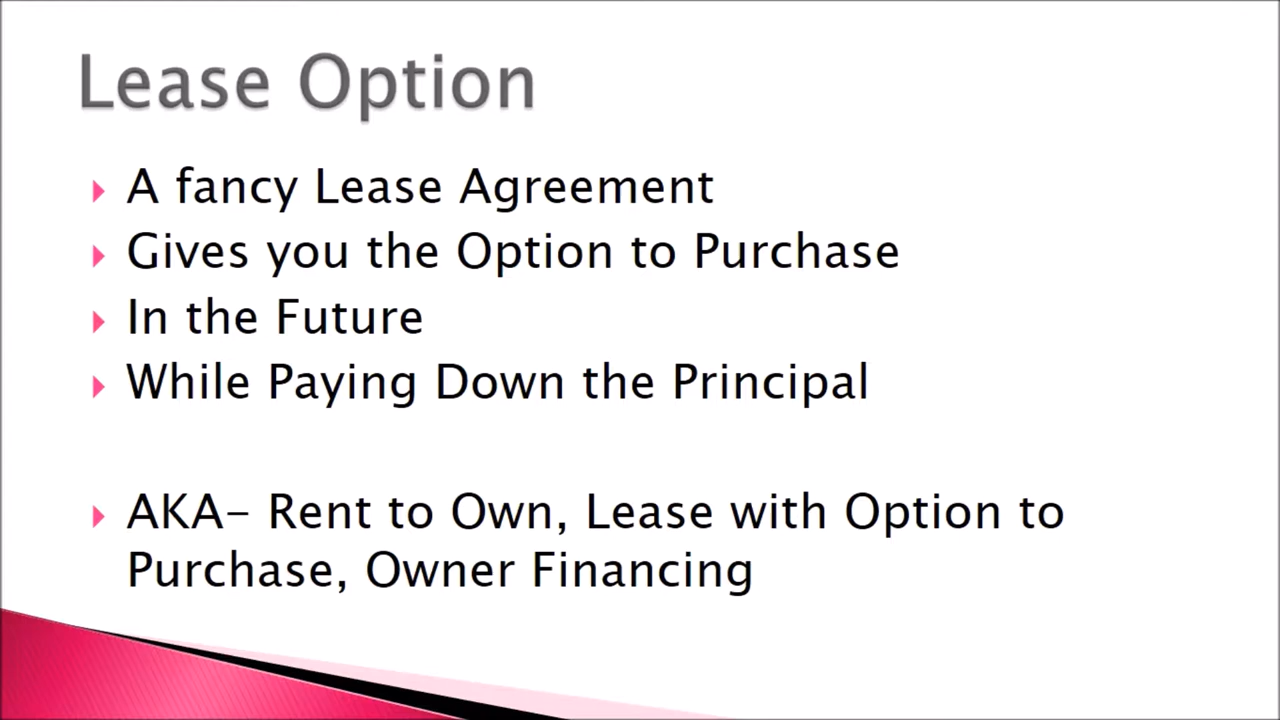 Lease Option
A fancy Lease Agreement
Gives you the Option to Purchase
In the Future
While Paying Down the Principal
AKA- Rent to Own, Lease with Option to
Purchase, Owner Financing